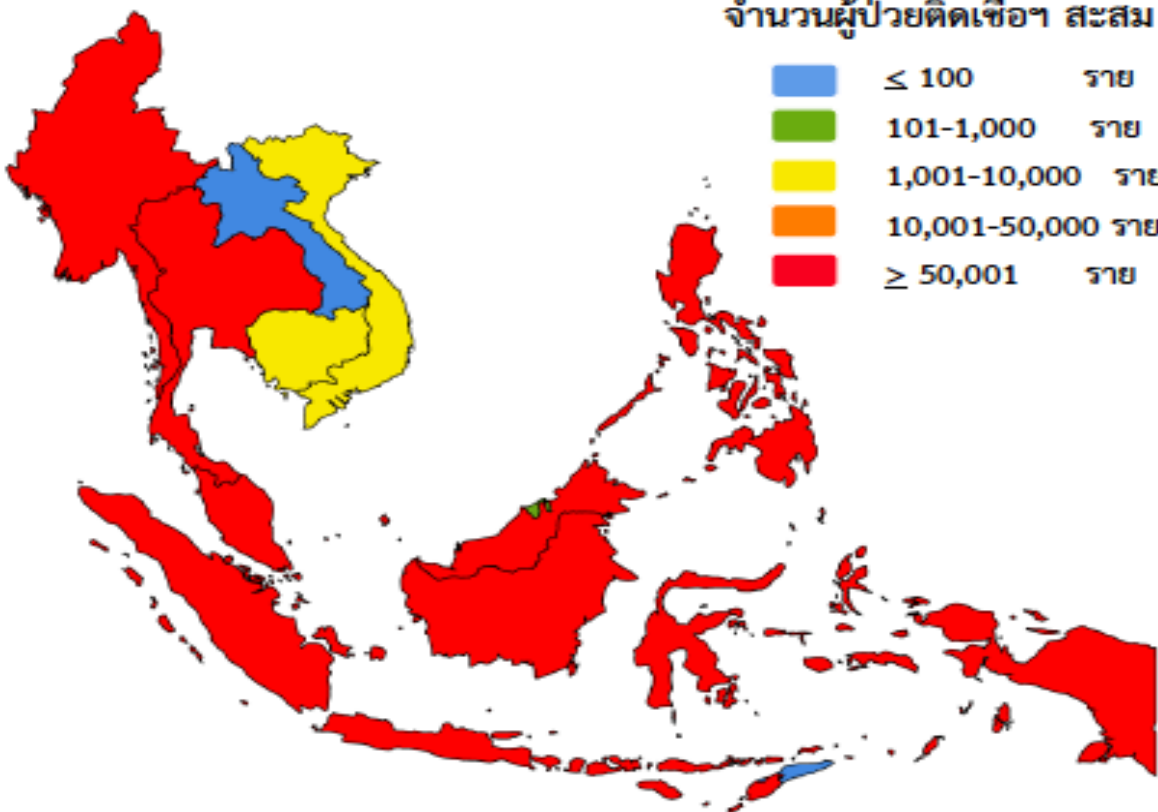 จำนวนผู้ป่วยติดเชื้อฯ สะสม
≤ 100 ราย
101-1,000 ราย
1,001-10,000 ราย
10,001-50,000 ราย
≥ 50,001 ราย